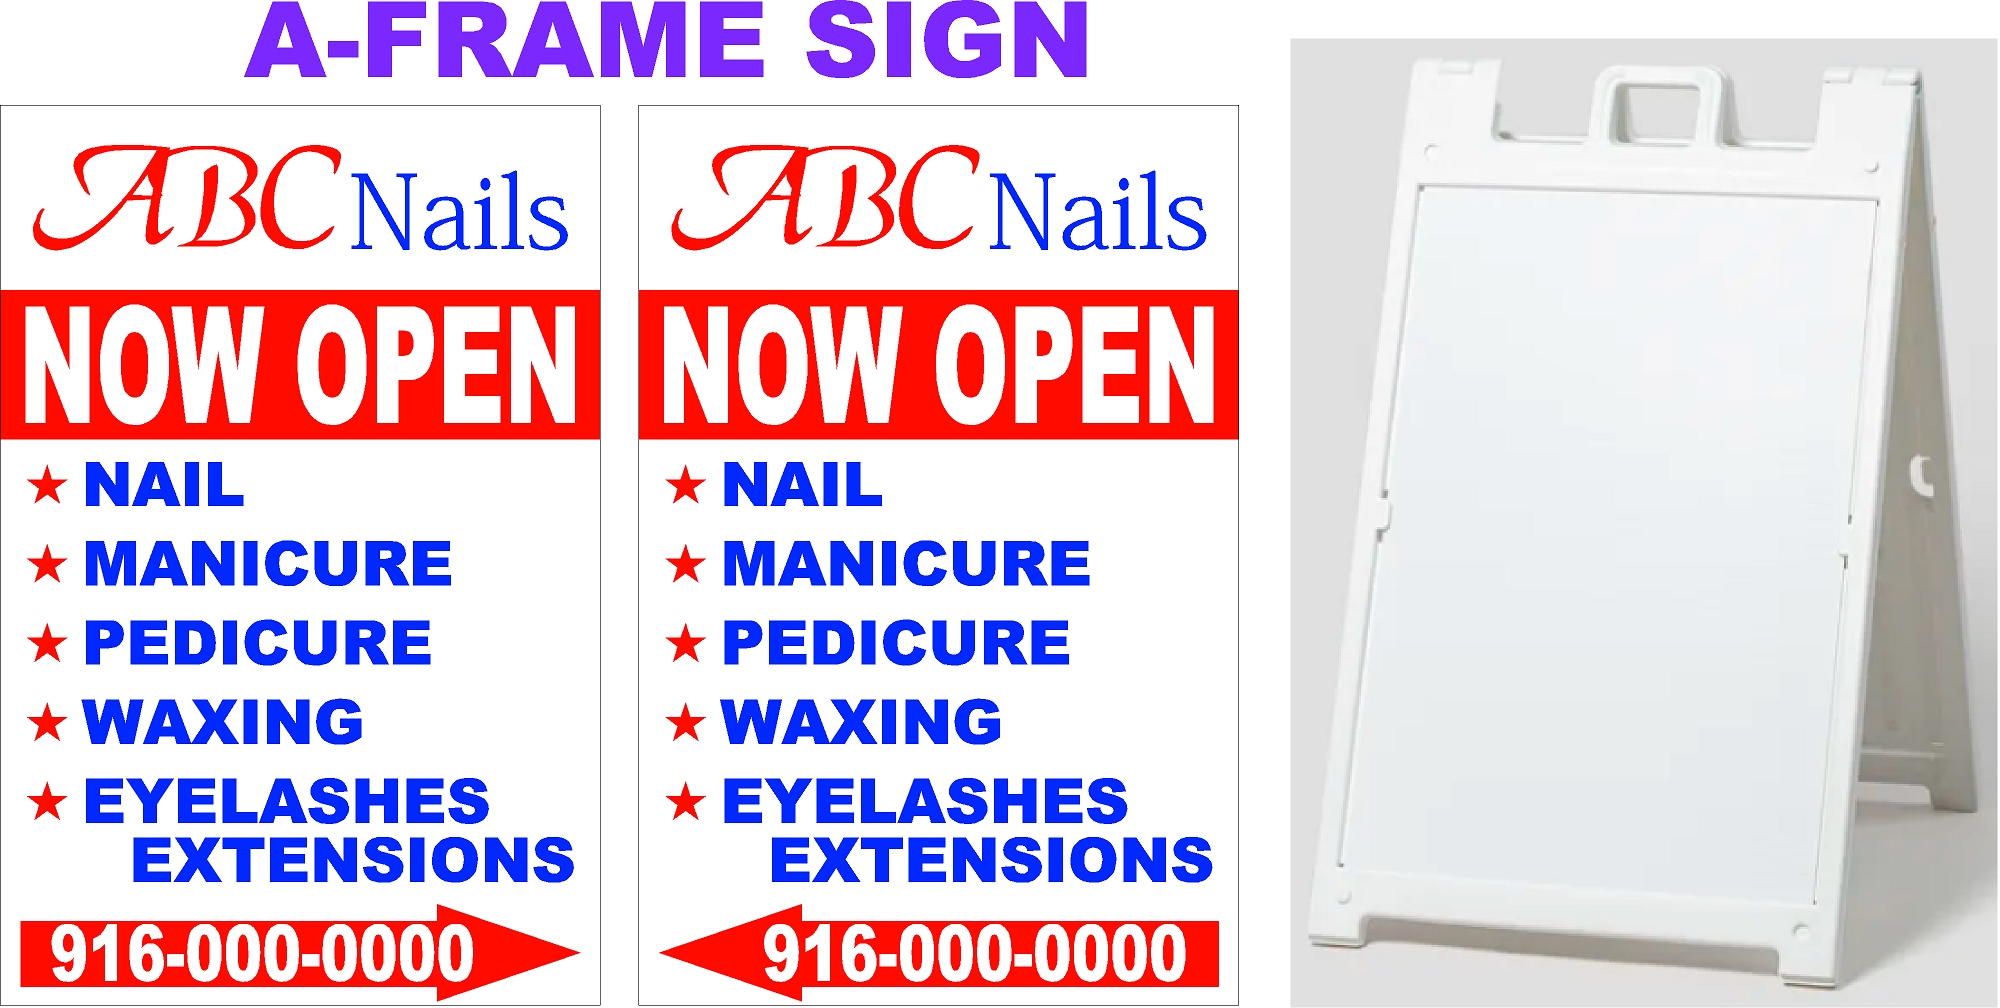 A-FRAME SIGN
ABC Nails
NOW OPEN
★ NAIL
★ MANICURE
★ PEDICURE
★ WAXING
★ EYELASHES
EXTENSIONS
916-000-0000
ABC Nails
NOW OPEN
★ NAIL
★ MANICURE
★ PEDICURE
★ WAXING
★ EYELASHES
EXTENSIONS
916-000-0000